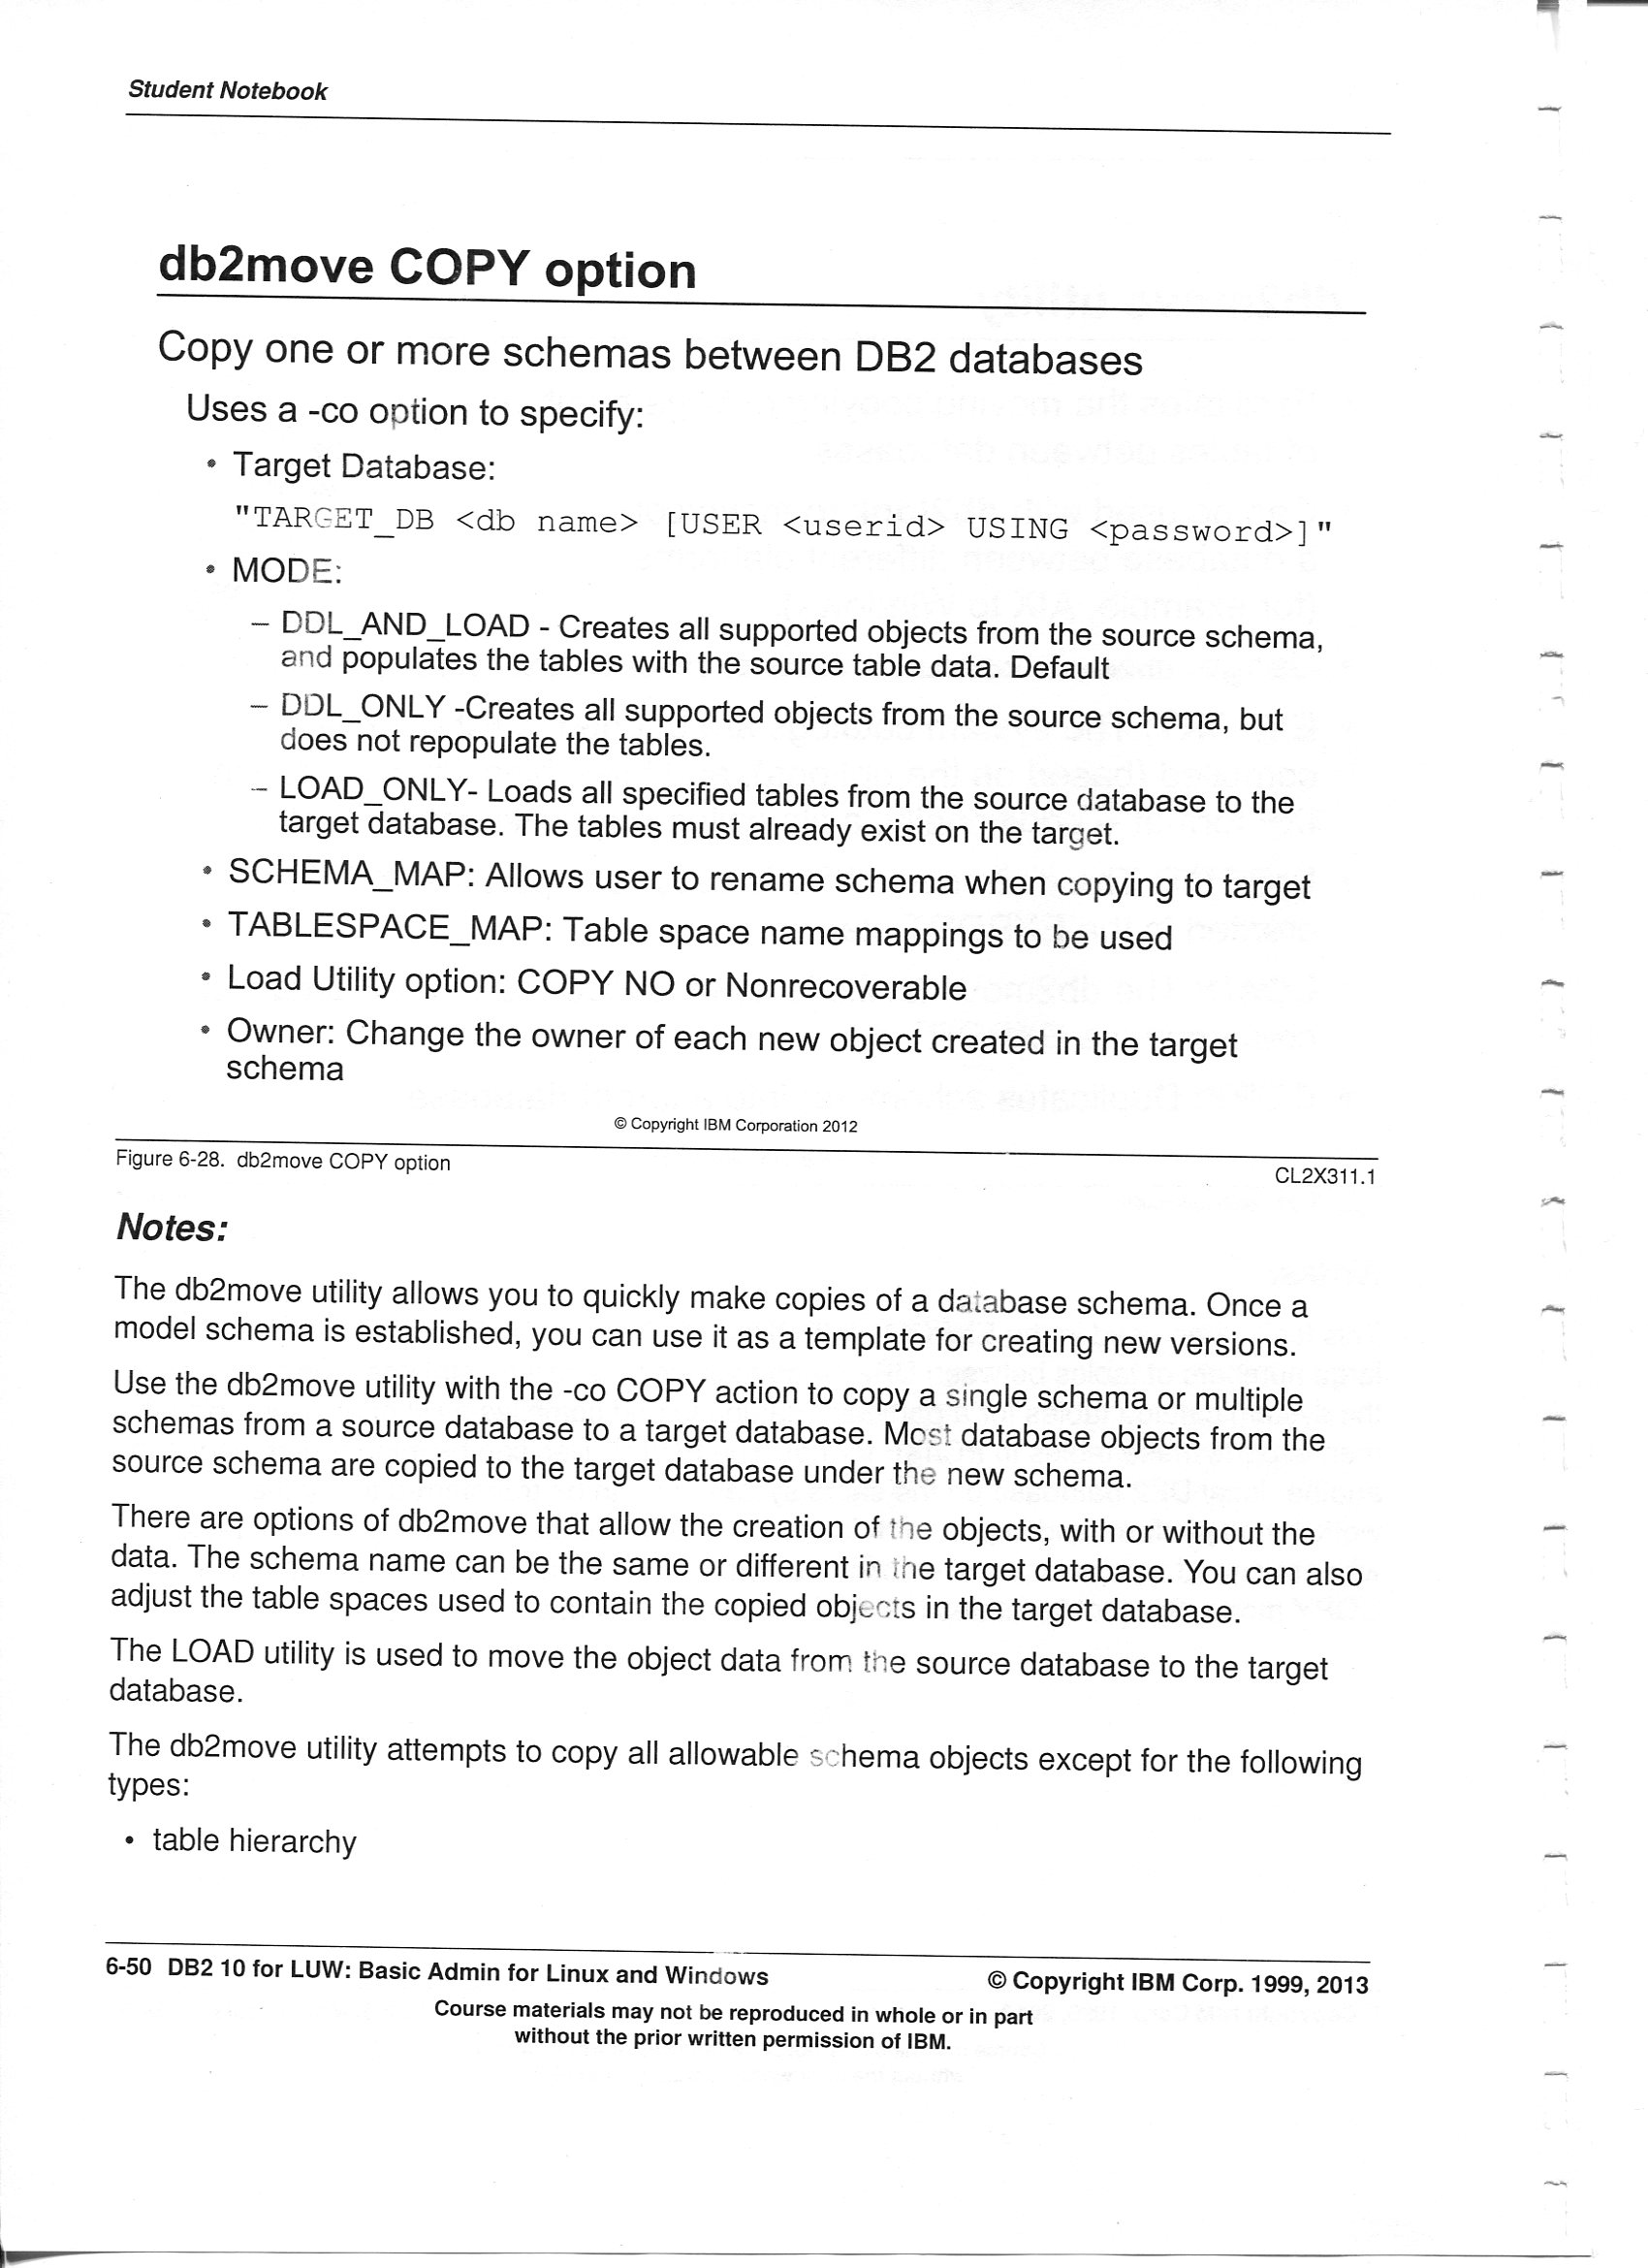 Student Notebook
db2move COPY option
Copy one or more schemas between DB2 databases
Uses a -co option to specify:
• Target Database:
"TARGET_DB <db name> [USER <userid> USING <password>]"
• MODE:
– DDL_AND_LOAD - Creates all supported objects from the source schema,
and populates the tables with the source table data. Default
– DDL_ONLY -Creates all supported objects from the source schema, but
does not repopulate the tables.
– LOAD_ONLY- Loads all specified tables from the source database to the
target database. The tables must already exist on the target.
• SCHEMA_MAP: Allows user to rename schema when copying to target
• TABLESPACE_MAP: Table space name mappings to be used
• Load Utility option: COPY NO or Nonrecoverable
• Owner: Change the owner of each new object created in the target
schema
© Copyright IBM Corporation 2012
Figure 6-28. db2move COPY option CL2X311.1
Notes:
The db2move utility allows you to quickly make copies of a database schema. Once a
model schema is established, you can use it as a template for creating new versions.
Use the db2move utility with the -co COPY action to copy a single schema or multiple
schemas from a source database to a target database. Most database objects from the
source schema are copied to the target database under the new schema.
There are options of db2move that allow the creation of the objects, with or without the
data. The schema name can be the same or different in the target database. You can also
adjust the table spaces used to contain the copied objects in the target database.
The LOAD utility is used to move the object data from the source database to the target
database.
The db2move utility attempts to copy all allowable schema objects except for the following
types:
• table hierarchy
6-50 DB2 10 for LUW: Basic Admin for Linux and Windows © Copyright IBM Corp. 1999, 2013
Course materials may not be reproduced in whole or in part
without the prior written permission of IBM.